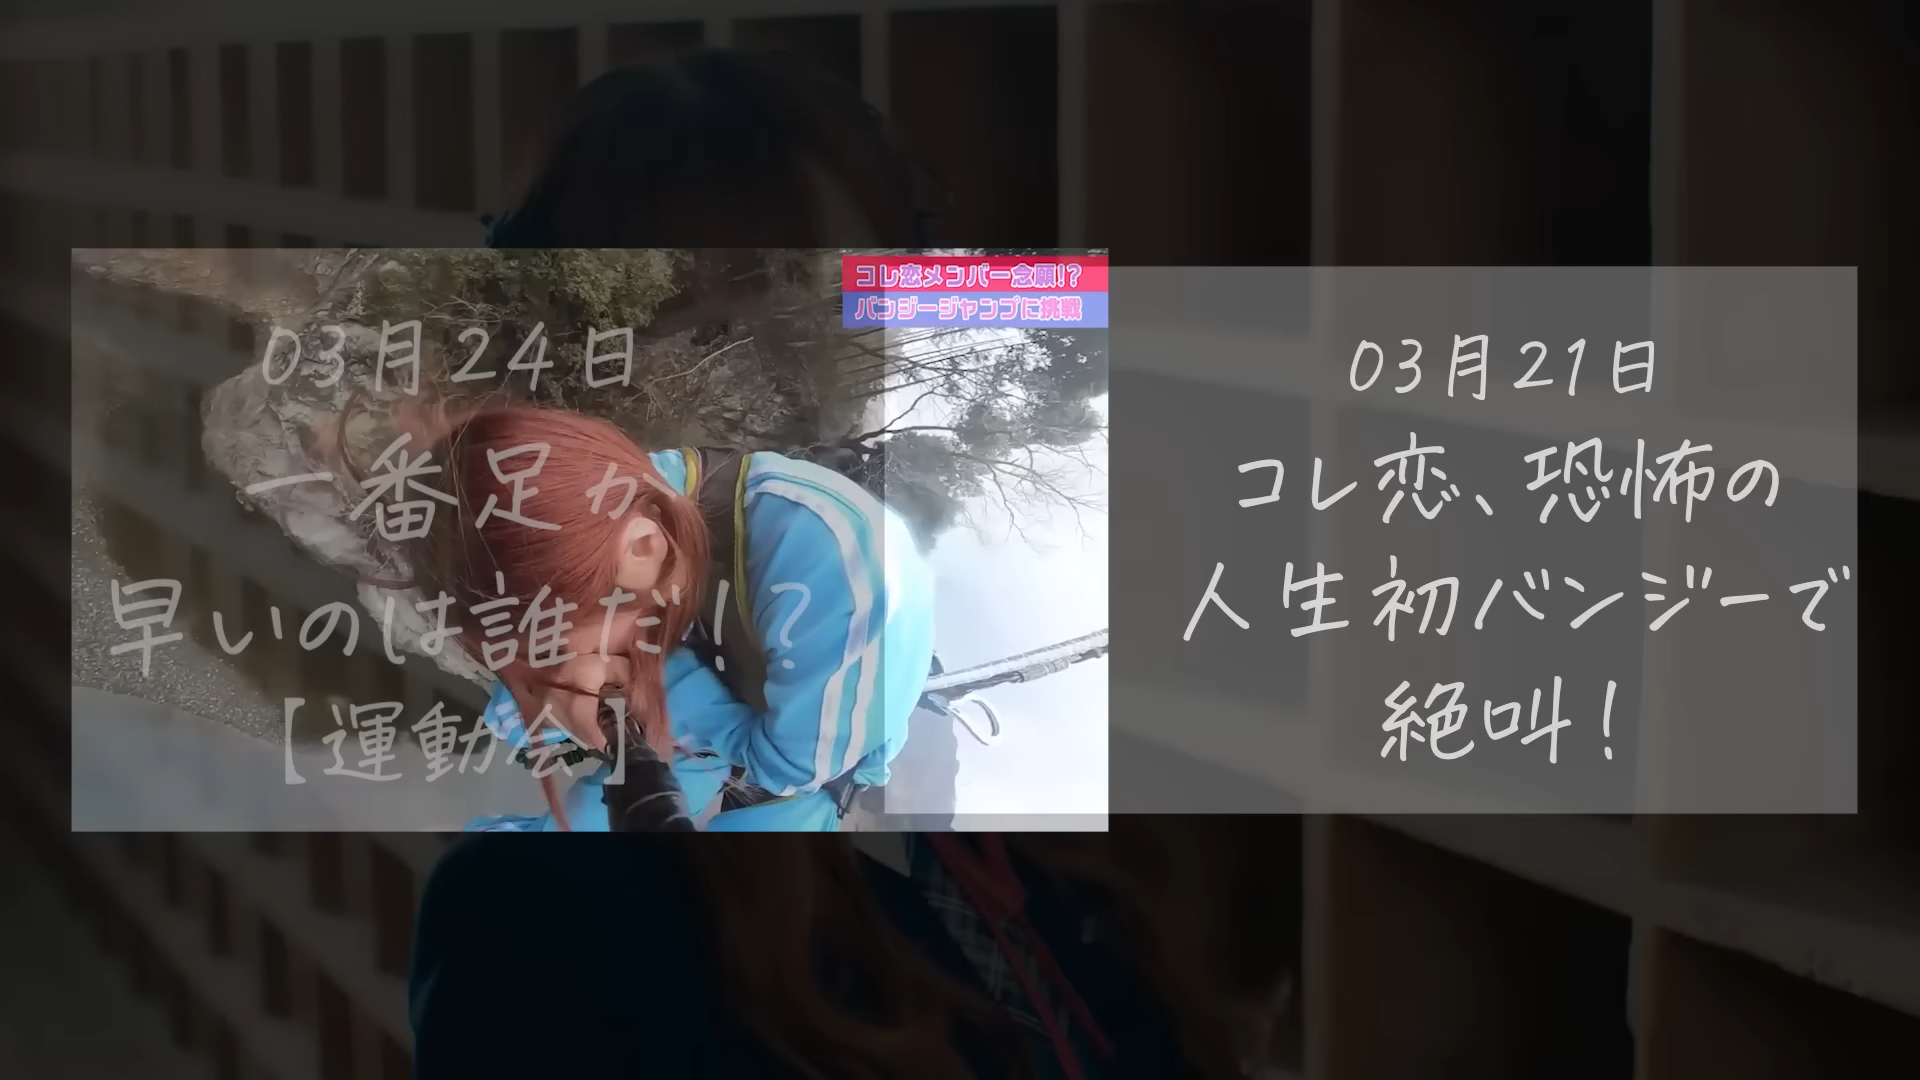 コレ恋メンバー念願!?
バンジージャンプに挑戦
03月24日
一番足が
早いのは誰だ!?
【運動会】
03月21日
コレ恋、恐怖の
人生初バンジーで
絶叫!